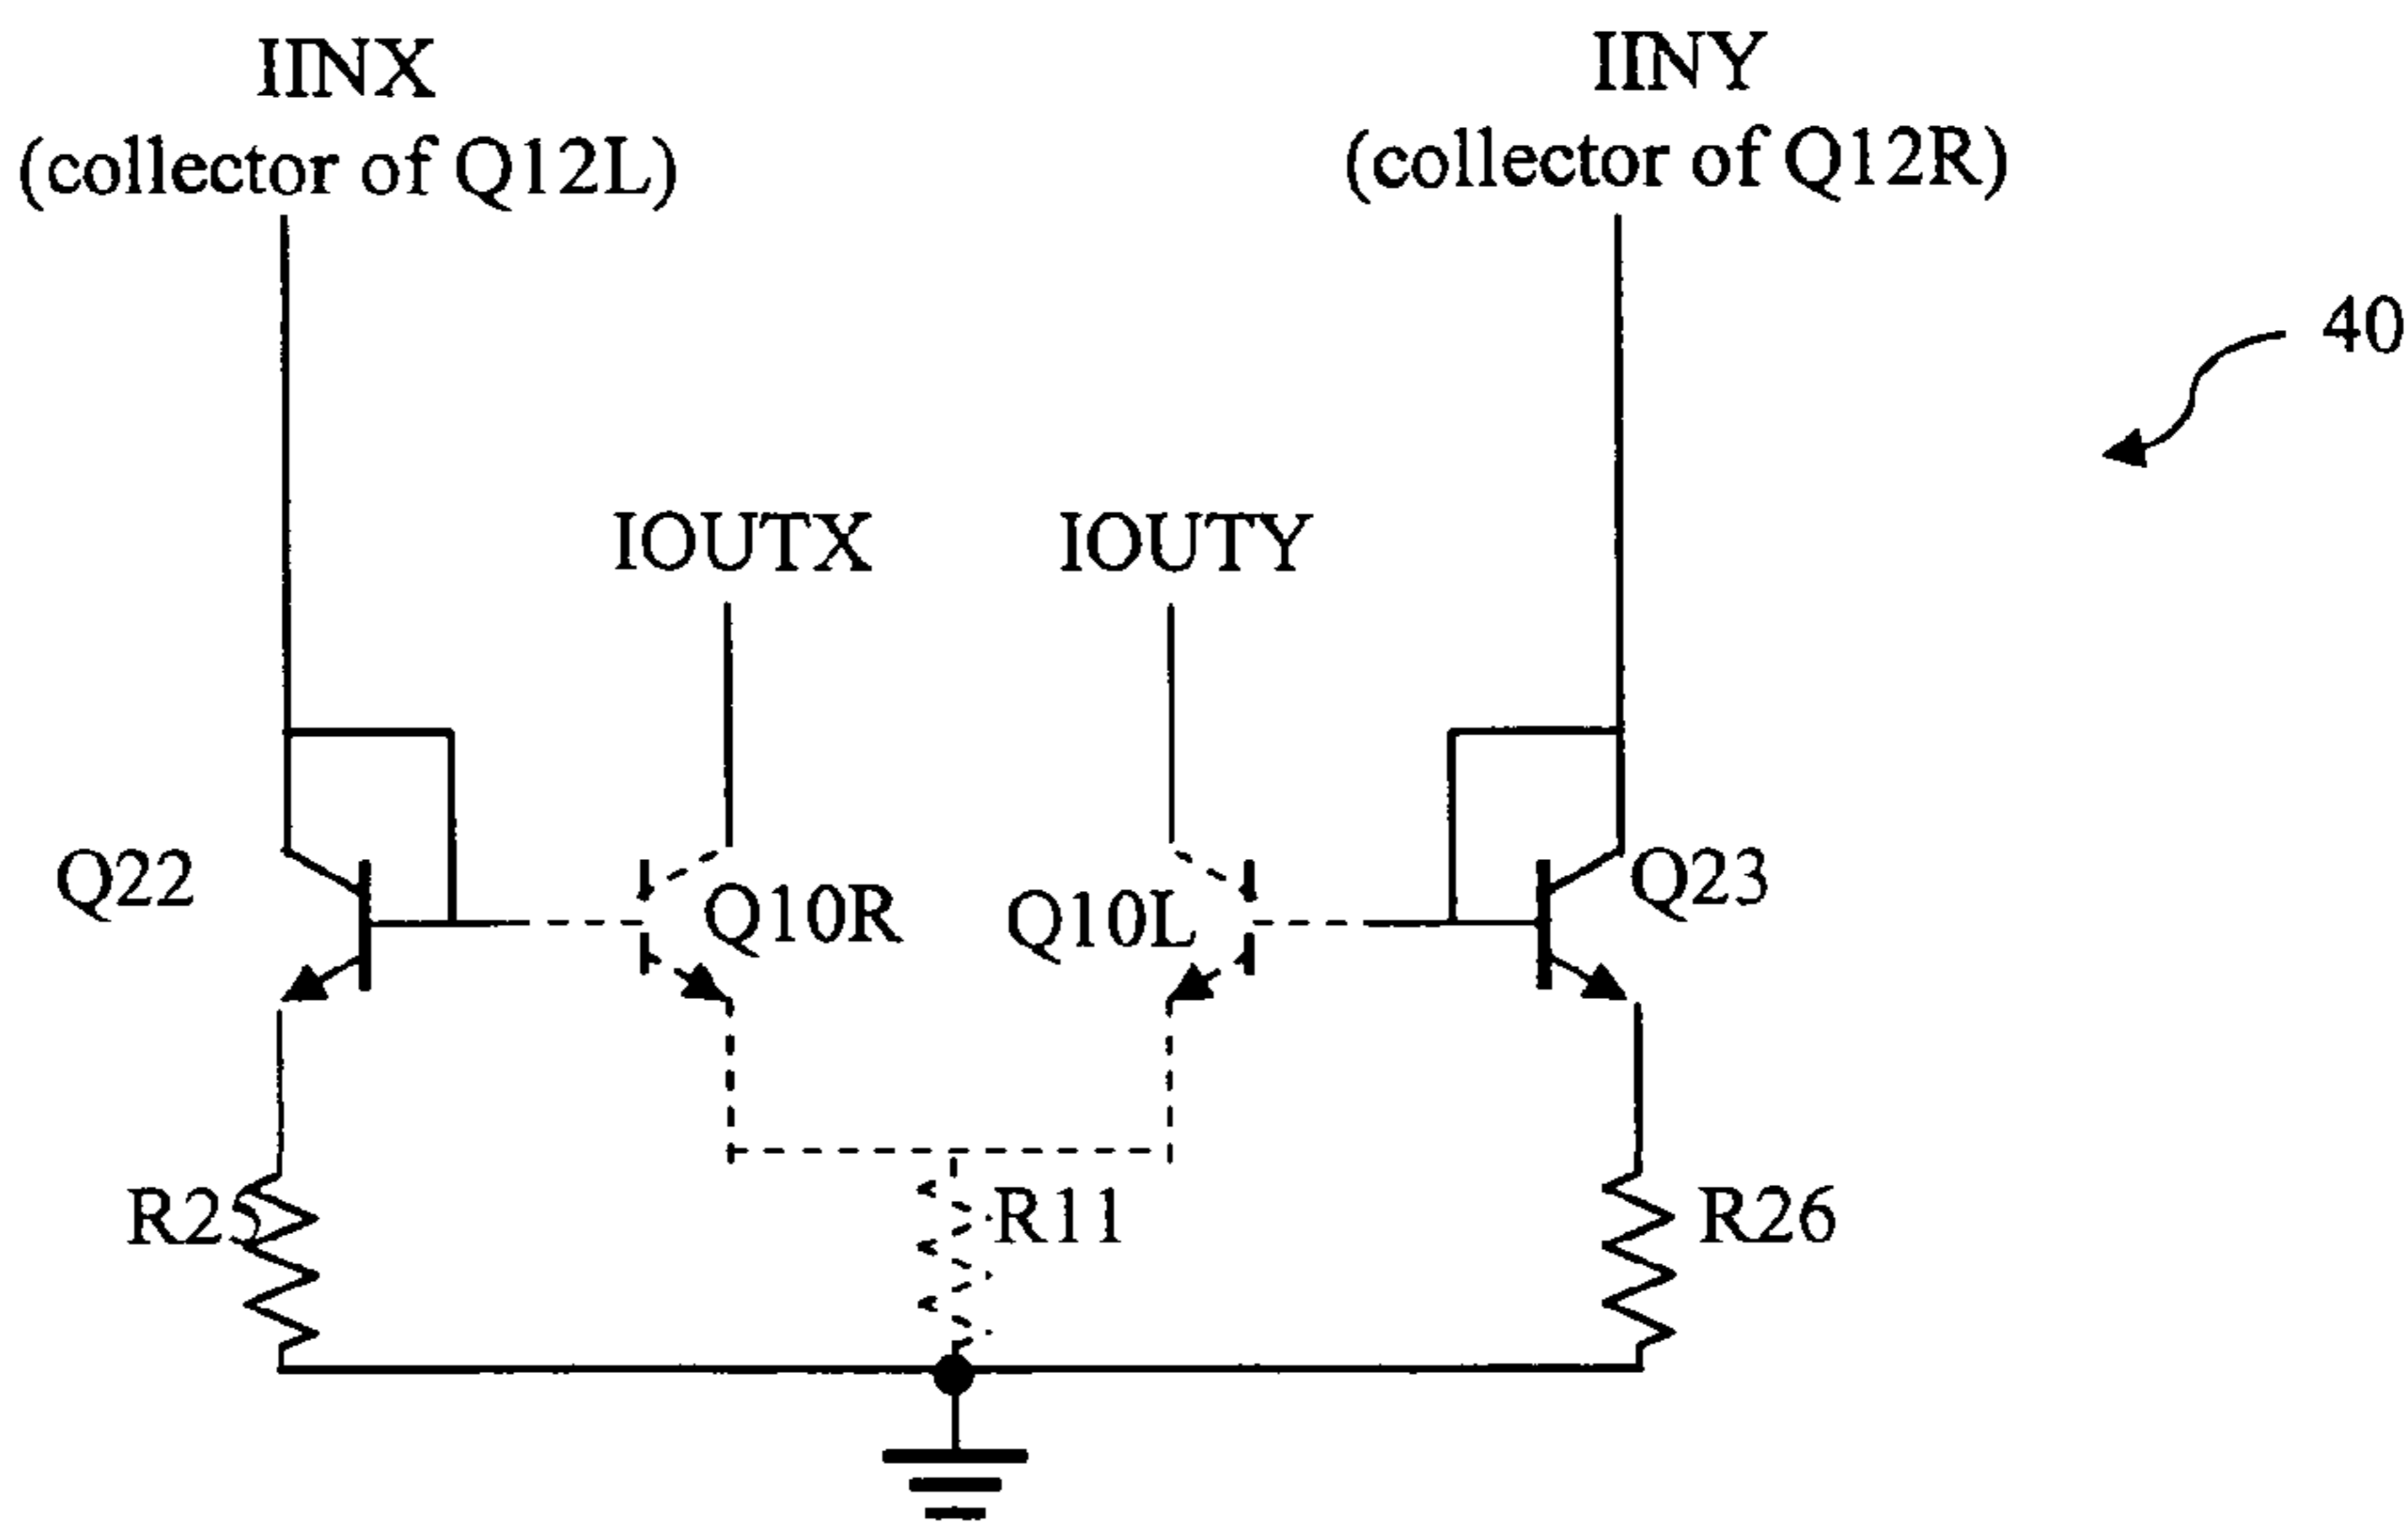 IINX
(collector of Q12L)
IINY
(collector of Q12R)
40
IOUTX
IOUTY
Q22
Q10R
Q10L
Q23
R25
R11
R26